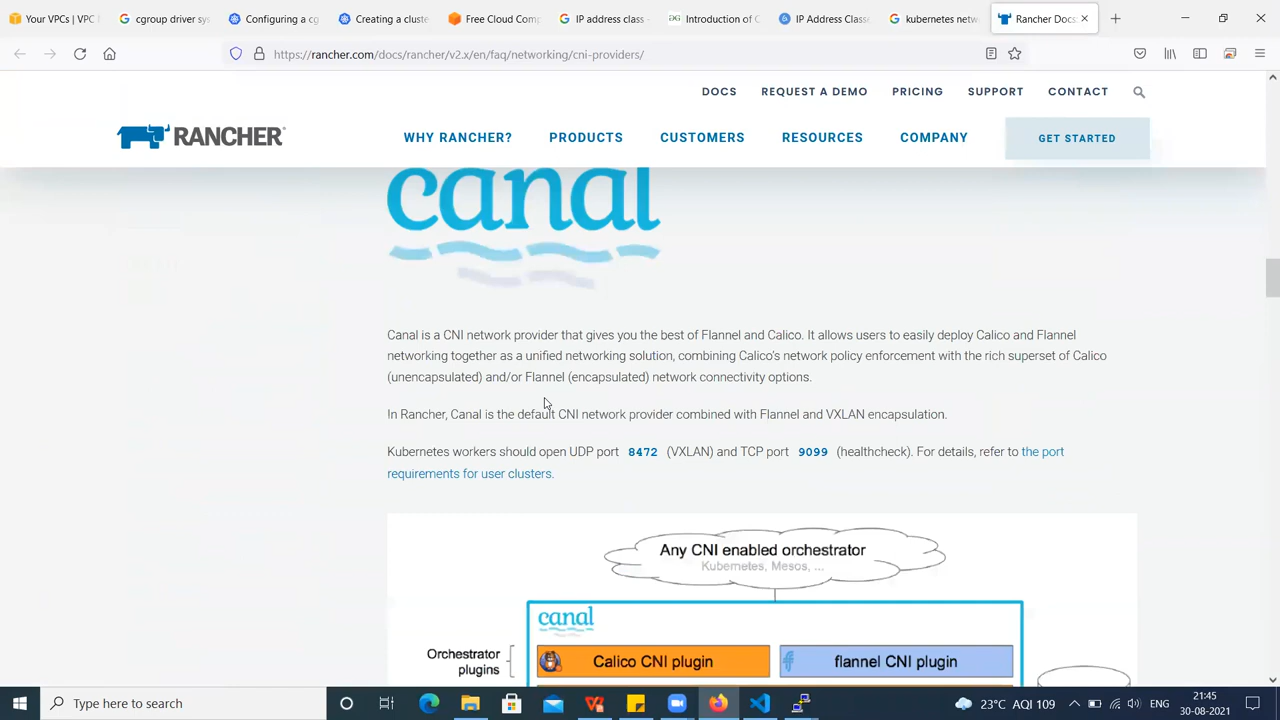 Your VPCs | VPC
cgroup driver sys
Configuring a cg
Creating a cluste
Free Cloud Comp
IP address class -
Introduction of C
IP Address Classe
kubernetes netw
Rancher Docs
https://rancher.com/docs/rancher/v2.x/en/faq/networking/cni-providers/
DOCS REQUEST A DEMO PRICING SUPPORT CONTACT
RANCHER
WHY RANCHER? PRODUCTS CUSTOMERS RESOURCES COMPANY GET STARTED
canal
Canal is a CNI network provider that gives you the best of Flannel and Calico. It allows users to easily deploy Calico and Flannel
networking together as a unified networking solution, combining Calico's network policy enforcement with the rich superset of Calico
(unencapsulated) and/or Flannel (encapsulated) network connectivity options.
In Rancher, Canal is the default CNI network provider combined with Flannel and VXLAN encapsulation.
Kubernetes workers should open UDP port 8472 (VXLAN) and TCP port 9099 (healthcheck). For details, refer to the port
requirements for user clusters.
Any CNI enabled orchestrator
Kubernetes, Mesos, ...
canal
Orchestrator
plugins
Calico CNI plugin
flannel CNI plugin
Type here to search
23°C AQI 109
ENG
21:45
30-08-2021